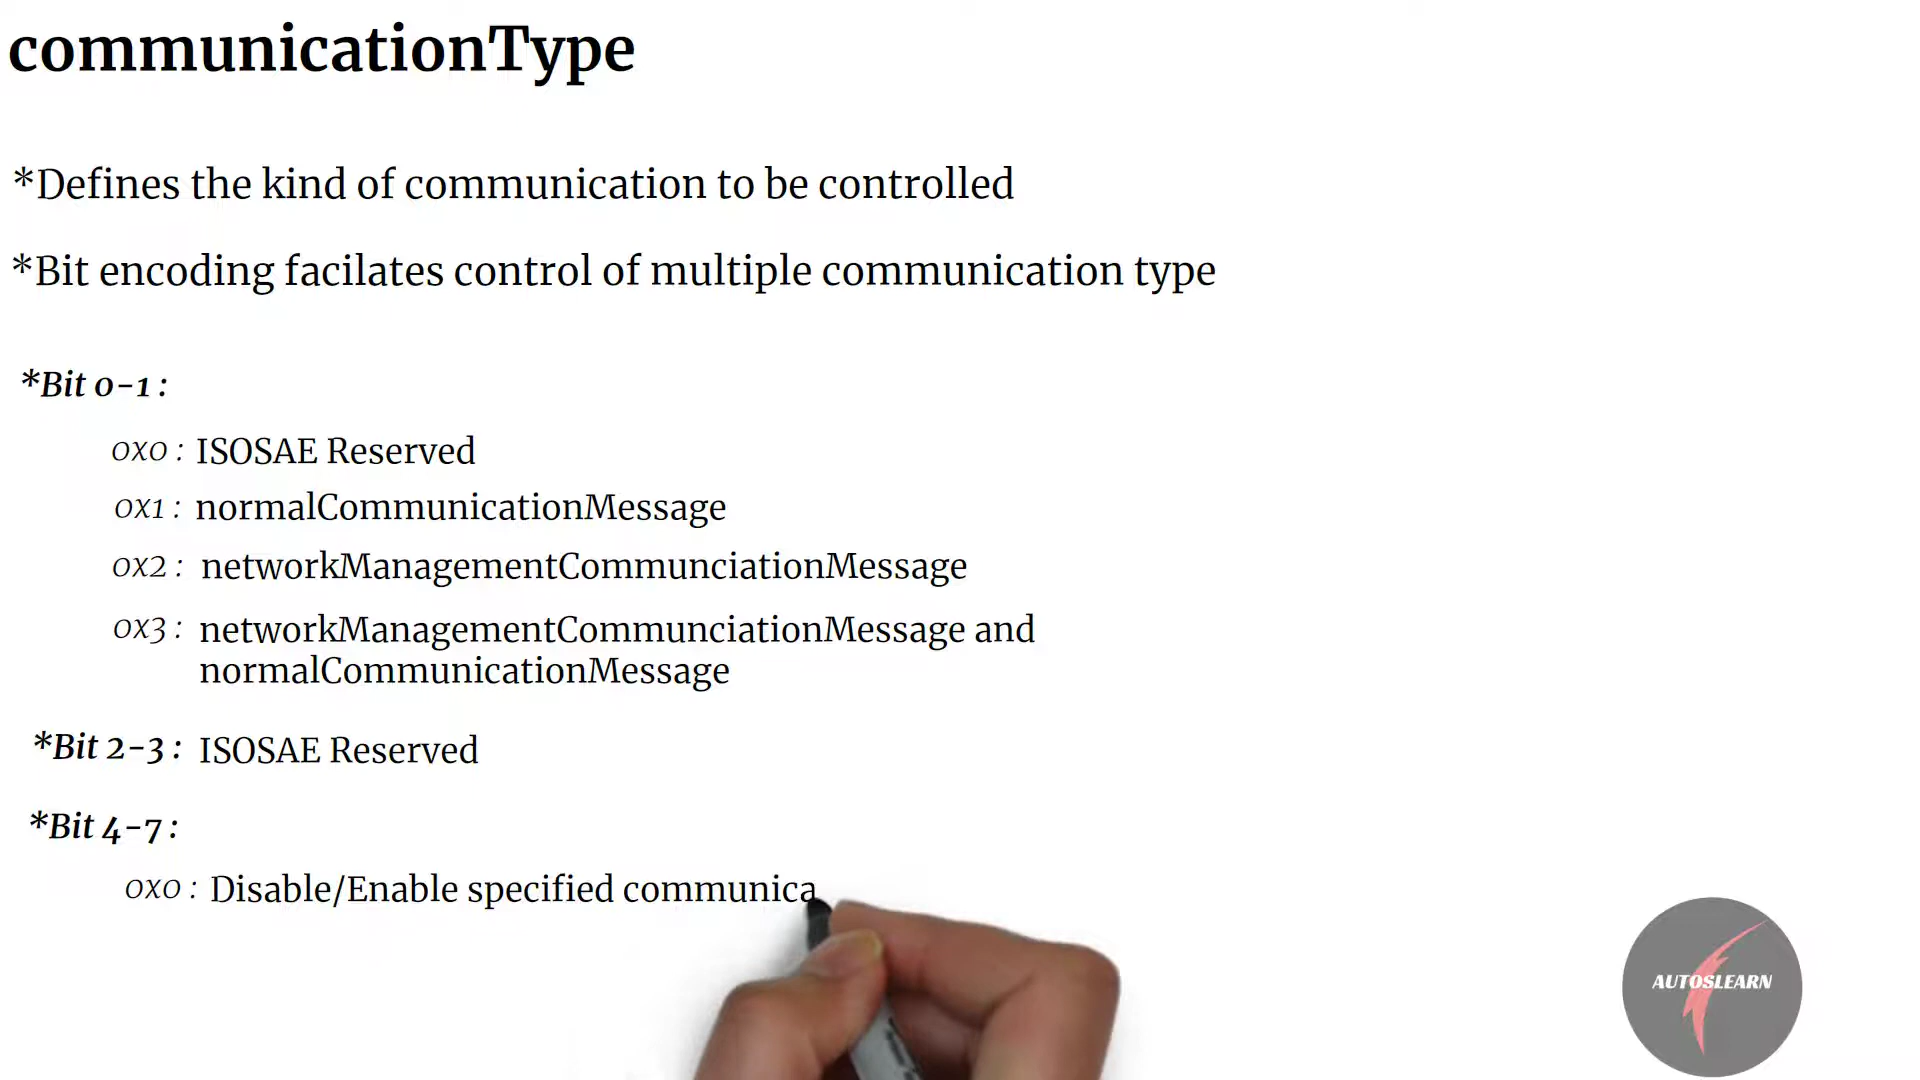 communicationType
*Defines the kind of communication to be controlled
*Bit encoding facilates control of multiple communication type
*Bit 0-1 :
0x0 : ISOSAE Reserved
0x1 : normalCommunicationMessage
0x2 : networkManagementCommunciationMessage
0x3 : networkManagementCommunciationMessage and
normalCommunicationMessage
*Bit 2-3 : ISOSAE Reserved
*Bit 4-7 :
0x0 : Disable/Enable specified communica
AUTOSLEARN